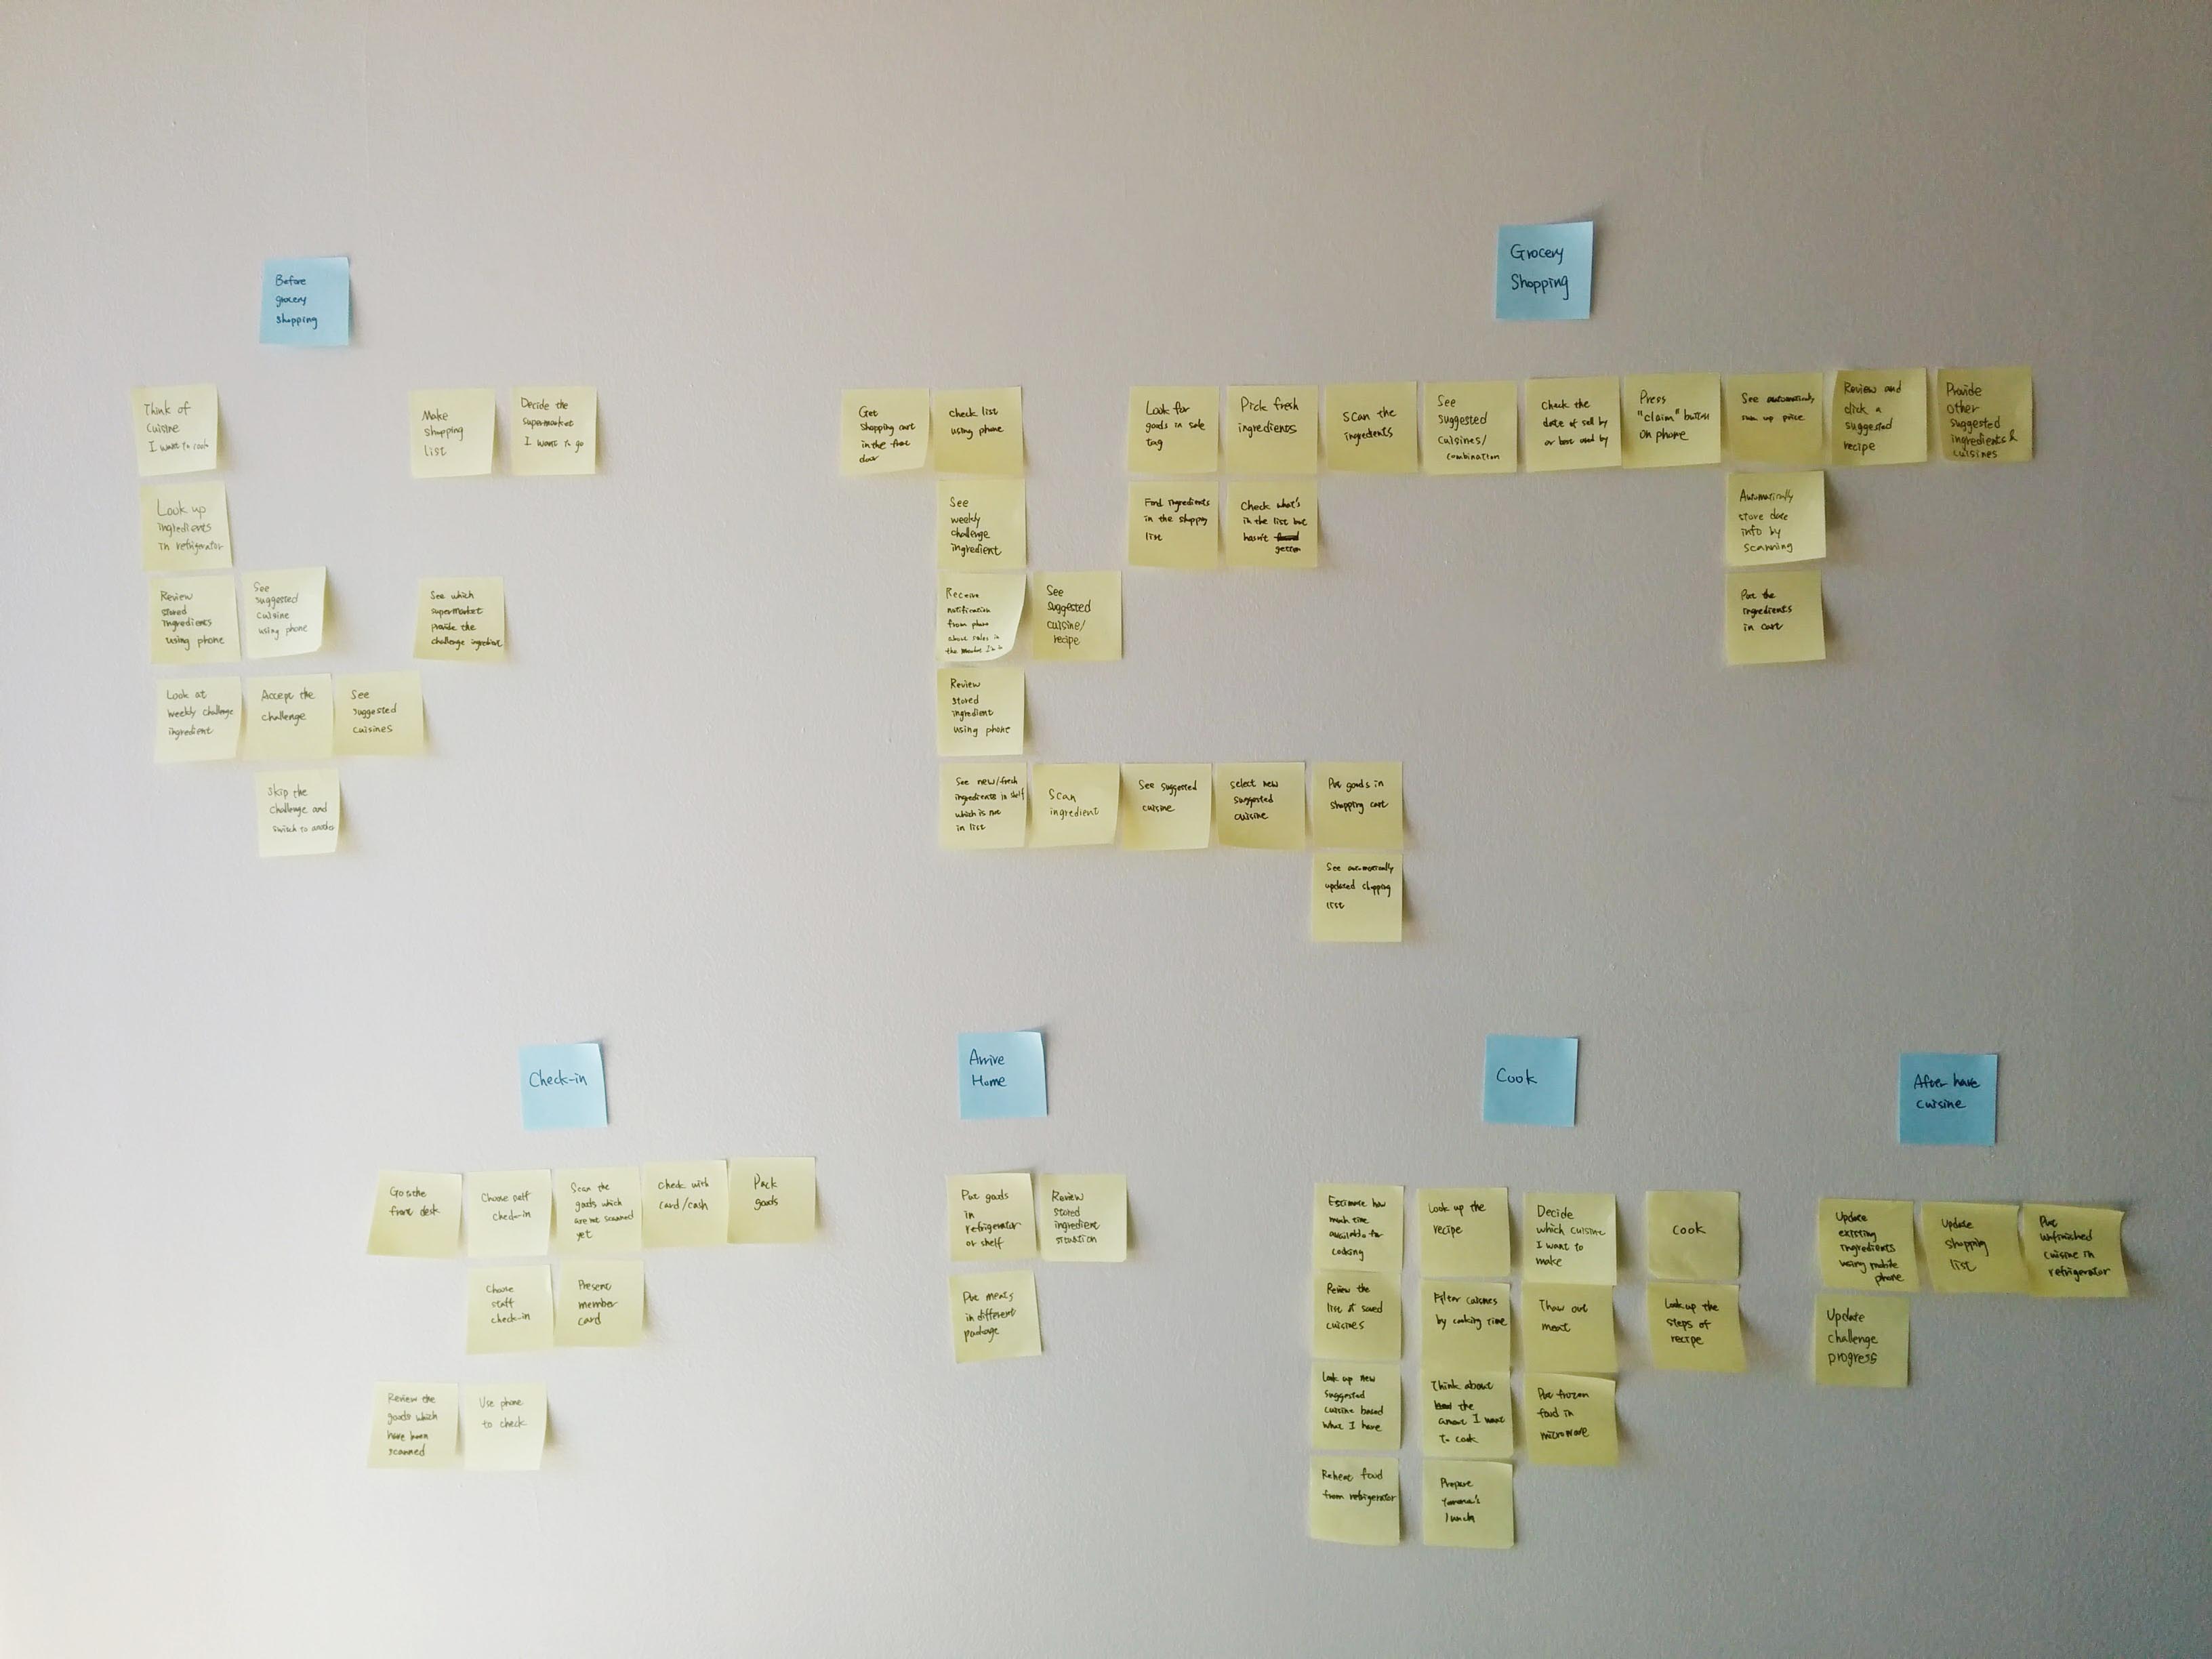 Before
grocery
shopping
Think of
cuisine
I want to cook
Make
shopping
list
Decide the
supermarket
I want to go
Look up
ingredients
in refrigerator
Review
stored
ingredients
using phone
See
suggested
cuisine
using phone
See which
supermarket
provide the
challenge ingredient
Look at
weekly challenge
ingredient
Accept the
challenge
See
suggested
cuisines
Skip the
challenge and
switch to another
Grocery
Shopping
Get
shopping cart
in the front
door
check list
using phone
Look for
goods in sale
tag
Pick fresh
ingredients
Scan the
ingredients
See
suggested
cuisines/
combination
Check the
date of sell by
or best used by
Press
"claim" button
on phone
See automatically
sum up price
Review and
click a
suggested
recipe
Provide
other
suggested
ingredients &
cuisines
See
weekly
challenge
ingredient
Find ingredients
in the shopping
list
Check what's
in the list but
hasn't
gotten
Automatically
store date
info by
scanning
Receive
notification
from phone
about sales in
the market I'm in
See
suggested
cuisine/
recipe
Put the
ingredients
in cart
Review
stored
ingredient
using phone
See new/fresh
ingredients in shelf
which is not
in list
Scan
ingredient
See suggested
cuisine
select new
suggested
cuisine
Put goods in
shopping cart
See automatically
updated shopping
list
Check-in
Go to the
front desk
Choose self
check-in
Scan the
goods which
are not scanned
yet
check with
card/cash
Pack
goods
Choose
staff
check-in
Present
member
card
Review the
goods which
have been
scanned
Use phone
to check
Arrive
Home
Put goods
in
refrigerator
or shelf
Review
stored
ingredient
situation
Put meats
in different
package
Cook
Estimate how
much time
available for
cooking
Look up the
recipe
Decide
which cuisine
I want to
make
Cook
Review the
list of saved
cuisines
Filter cuisines
by cooking time
Thaw out
meat
Look up the
steps of
recipe
Look up new
suggested
cuisine based
what I have
Think about
the
amount I want
to cook
Put frozen
food in
microwave
Reheat food
from refrigerator
Prepare
lunch
After have
cuisine
Update
existing
ingredients
using mobile
phone
Update
shopping
list
Put
unfinished
cuisine in
refrigerator
Update
challenge
progress